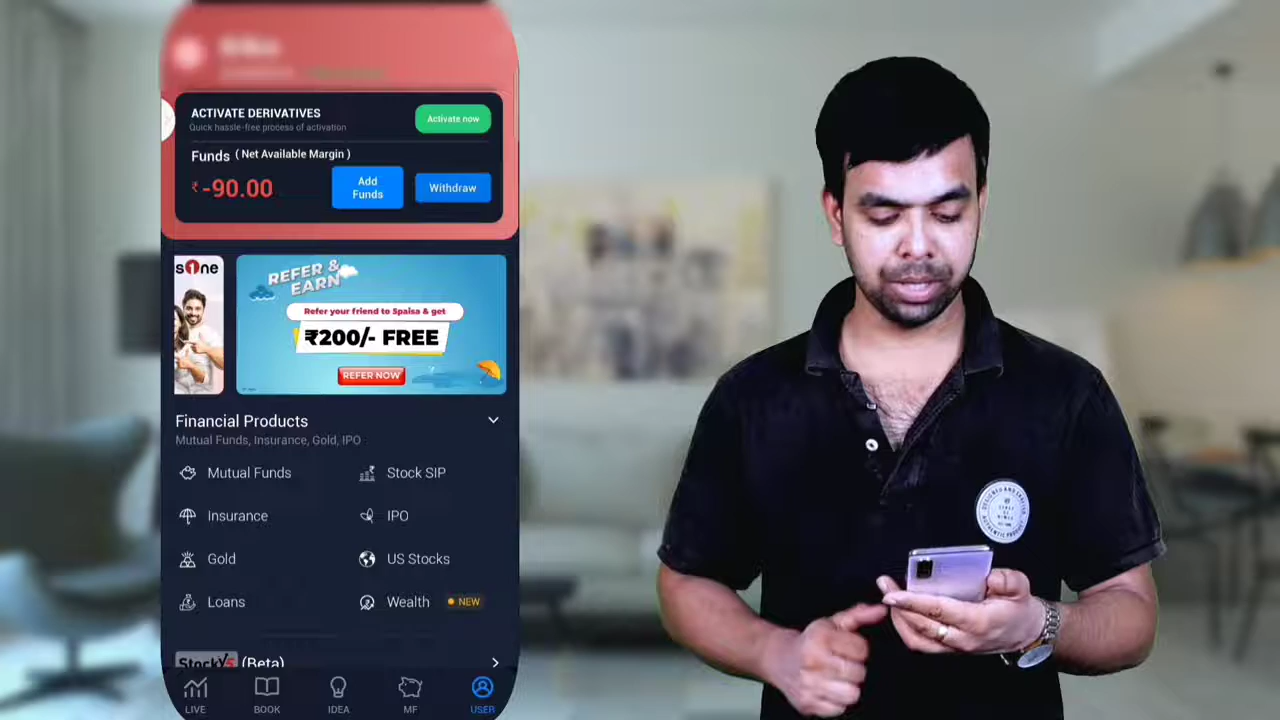 ACTIVATE DERIVATIVES
Quick hassle-free process of activation
Activate now
Funds ( Net Available Margin )
₹ -90.00
Add
Funds
Withdraw
s1ne
REFER &
EARN
Refer your friend to 5paisa & get
₹200/- FREE
REFER NOW
Financial Products
Mutual Funds, Insurance, Gold, IPO
Mutual Funds
Stock SIP
Insurance
IPO
Gold
US Stocks
Loans
Wealth
NEW
(Beta)
LIVE
BOOK
IDEA
MF
USER